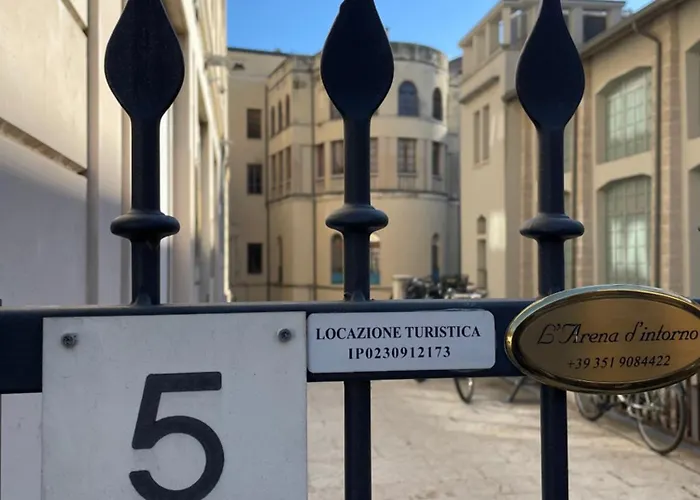 LOCAZIONE TURISTICA
IP0230912173
L'Arena d'intorno
+39 351 9084422
5